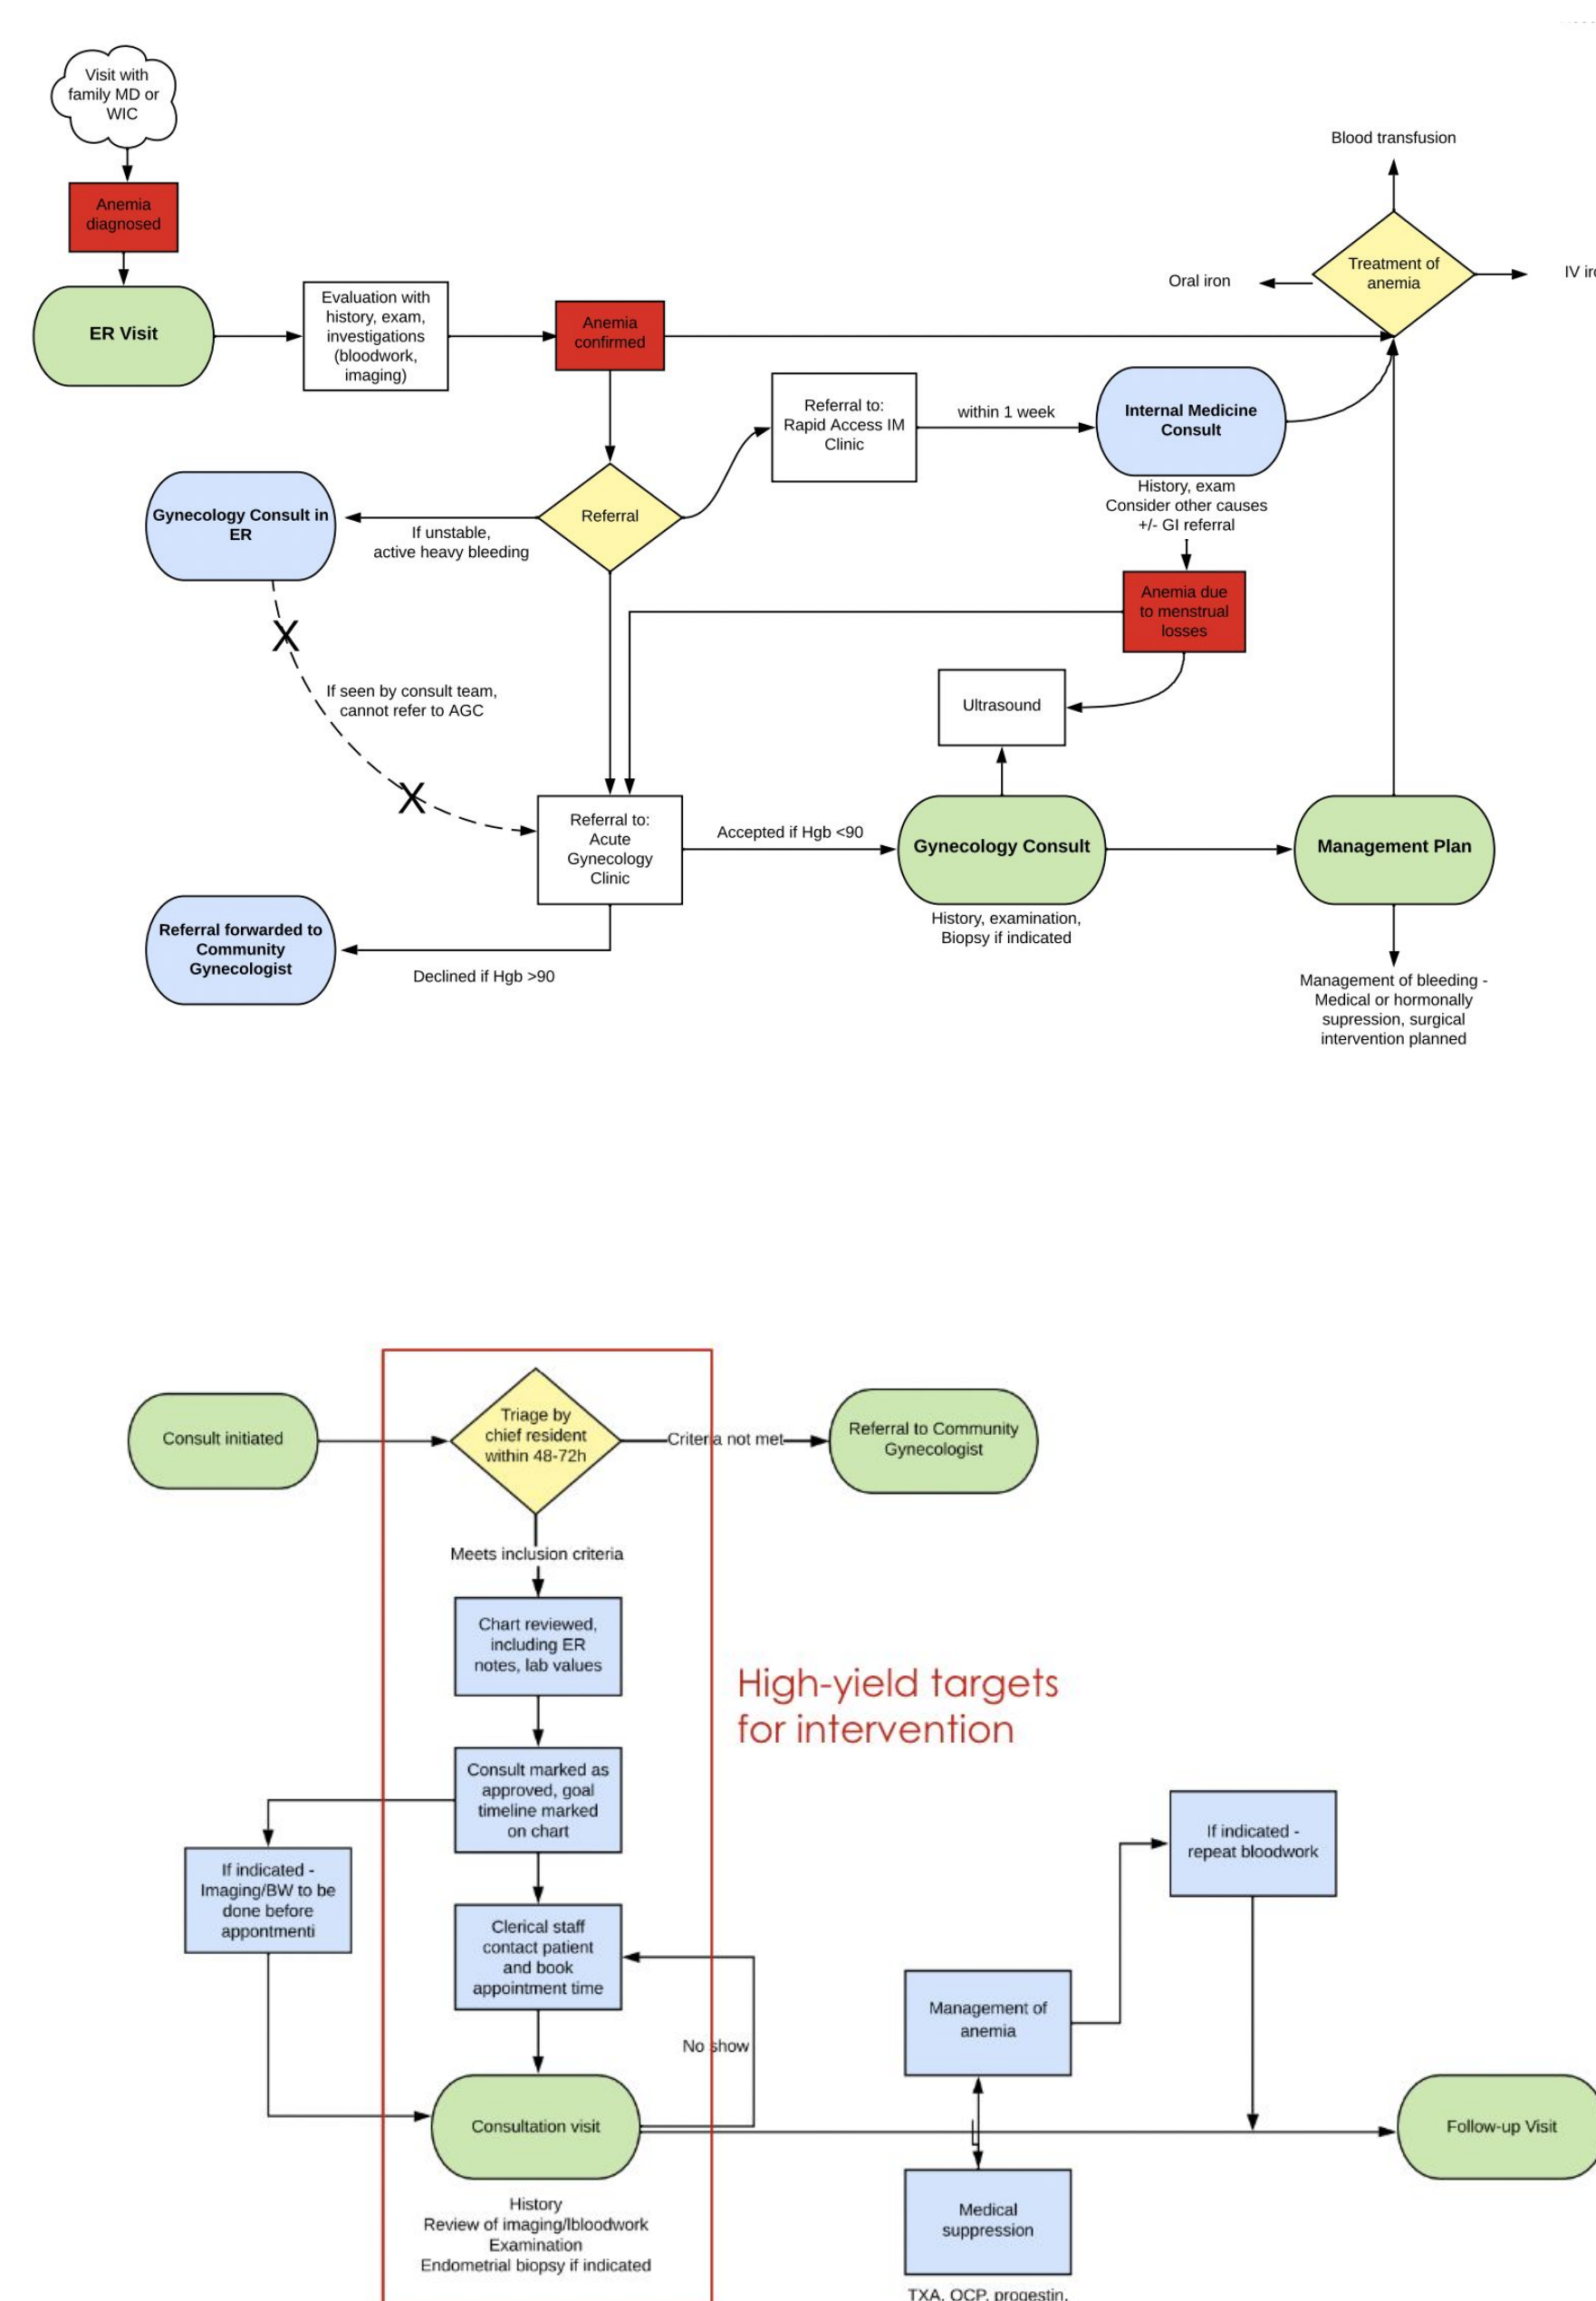 Visit with
family MD or
WIC
Anemia
diagnosed
ER Visit
Evaluation with
history, exam,
investigations
(bloodwork,
imaging)
Anemia
confirmed
Blood transfusion
Treatment of
anemia
Oral iron
Referral to:
Rapid Access IM
Clinic
within 1 week
Internal Medicine
Consult
History, exam
Consider other causes
+/- GI referral
Gynecology Consult in
ER
If unstable,
active heavy bleeding
Referral
Anemia due
to menstrual
losses
Ultrasound
If seen by consult team,
cannot refer to AGC
X
X
Referral to:
Acute
Gynecology
Clinic
Accepted if Hgb <90
Gynecology Consult
History, examination,
Biopsy if indicated
Management Plan
Referral forwarded to
Community
Gynecologist
Declined if Hgb >90
Management of bleeding -
Medical or hormonally
supression, surgical
intervention planned
Consult initiated
Triage by
chief resident
within 48-72h
Criteria not met
Referral to Community
Gynecologist
Meets inclusion criteria
Chart reviewed,
including ER
notes, lab values
High-yield targets
for intervention
Consult marked as
approved, goal
timeline marked
on chart
If indicated -
Imaging/BW to be
done before
appontmenti
Clerical staff
contact patient
and book
appointment time
If indicated -
repeat bloodwork
Management of
anemia
No show
Consultation visit
Follow-up Visit
History
Review of imaging/lbloodwork
Examination
Endometrial biopsy if indicated
Medical
suppression
TXA, OCP, progestin,